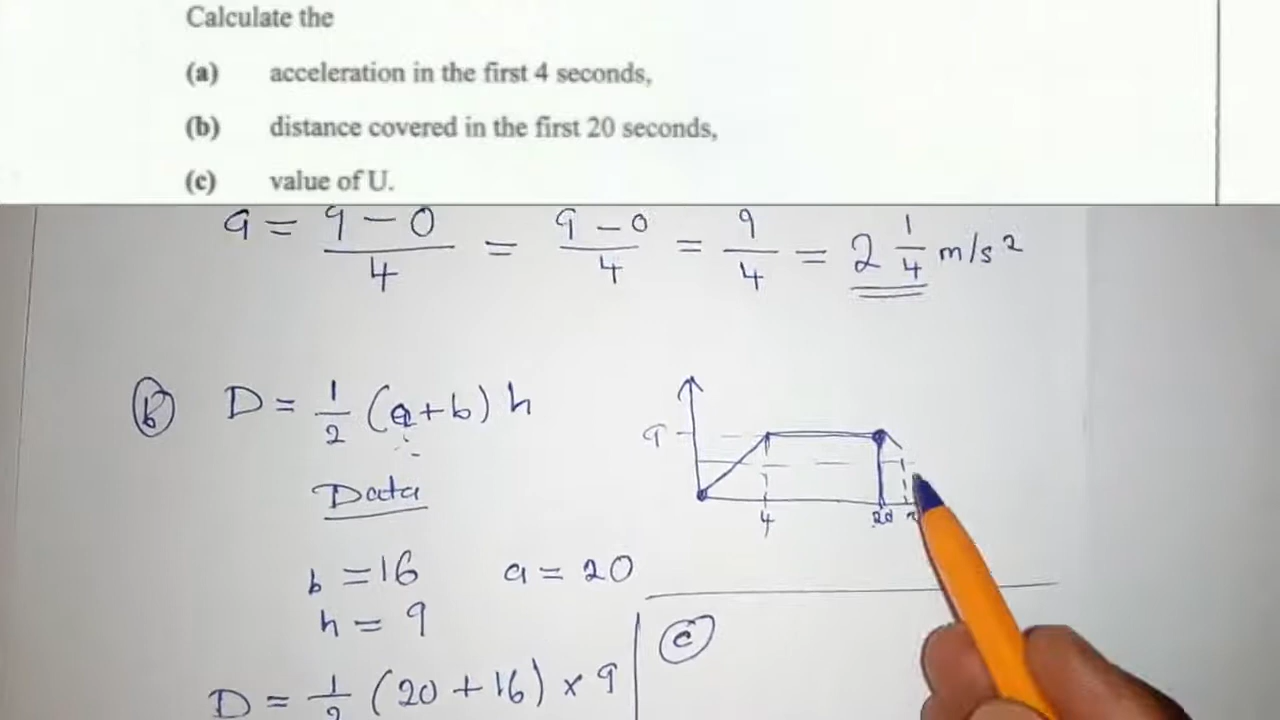 Calculate the
(a) acceleration in the first 4 seconds,
(b) distance covered in the first 20 seconds,
(c) value of U.
a = 9 - 0 / 4 = 9 - 0 / 4 = 9 / 4 = 2 1/4 m/s²
(b) D = 1/2 (a+b) h
9
4 20
Data
b = 16 a = 20
h = 9
(c)
D = 1/2 (20 + 16) × 9